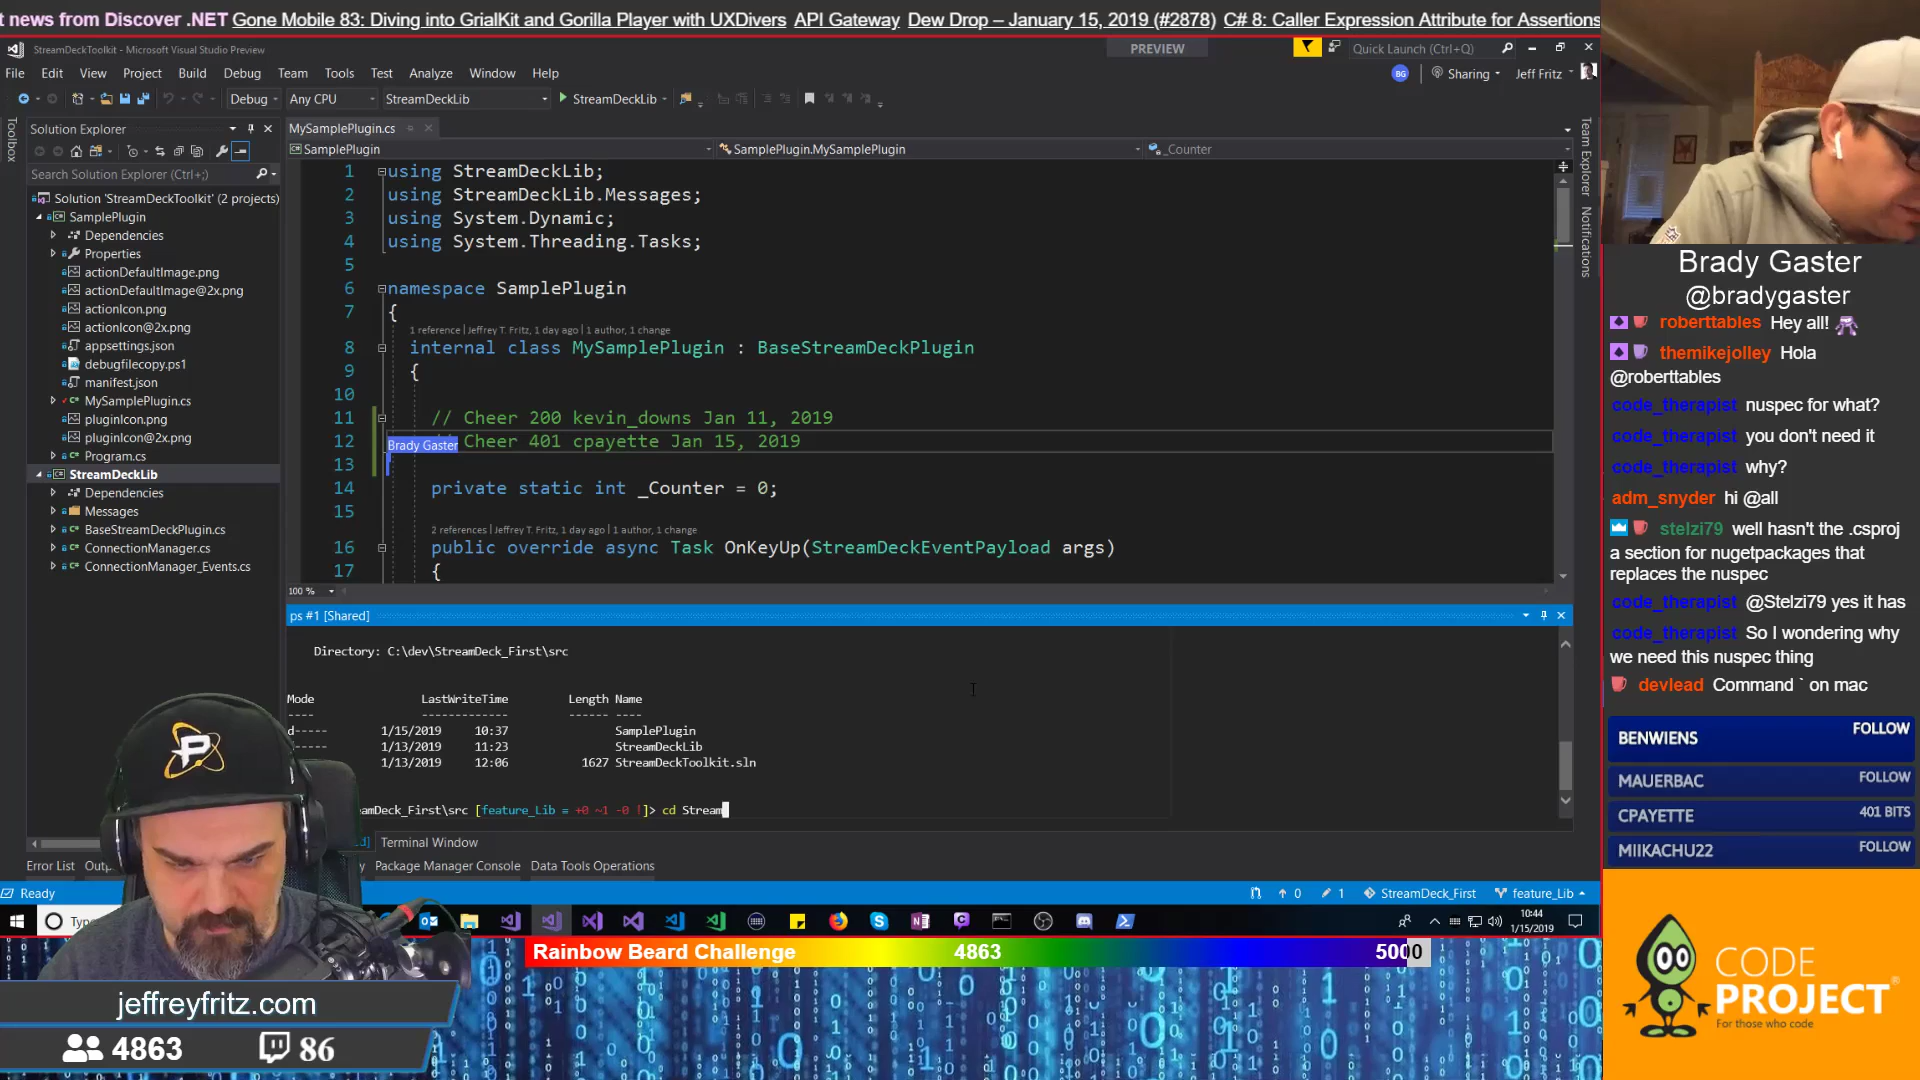 t news from Discover .NET Gone Mobile 83: Diving into GrialKit and Gorilla Player with UXDivers API Gateway Dew Drop – January 15, 2019 (#2878) C# 8: Caller Expression Attribute for Assertions
StreamDeckToolkit - Microsoft Visual Studio Preview
PREVIEW
Quick Launch (Ctrl+Q)
File Edit View Project Build Debug Team Tools Test Analyze Window Help
BG Sharing Jeff Fritz
Debug Any CPU StreamDeckLib StreamDeckLib
Toolbox
Solution Explorer
Search Solution Explorer (Ctrl+;)
Solution 'StreamDeckToolkit' (2 projects)
SamplePlugin
Dependencies
Properties
actionDefaultImage.png
actionDefaultImage@2x.png
actionIcon.png
actionIcon@2x.png
appsettings.json
debugfilecopy.ps1
manifest.json
MySamplePlugin.cs
pluginIcon.png
pluginIcon@2x.png
Program.cs
StreamDeckLib
Dependencies
Messages
BaseStreamDeckPlugin.cs
ConnectionManager.cs
ConnectionManager_Events.cs
MySamplePlugin.cs
SamplePlugin SamplePlugin.MySamplePlugin _Counter
1 using StreamDeckLib;
2 using StreamDeckLib.Messages;
3 using System.Dynamic;
4 using System.Threading.Tasks;
5
6 namespace SamplePlugin
7 {
1 reference | Jeffrey T. Fritz, 1 day ago | 1 author, 1 change
8 internal class MySamplePlugin : BaseStreamDeckPlugin
9 {
10
11 // Cheer 200 kevin_downs Jan 11, 2019
12 Cheer 401 cpayette Jan 15, 2019
Brady Gaster
13
14 private static int _Counter = 0;
15
2 references | Jeffrey T. Fritz, 1 day ago | 1 author, 1 change
16 public override async Task OnKeyUp(StreamDeckEventPayload args)
17 {
100 %
Team Explorer
Notifications
ps #1 [Shared]
Directory: C:\dev\StreamDeck_First\src
Mode LastWriteTime Length Name
---- ------------- ------ ----
d----- 1/15/2019 10:37 SamplePlugin
----- 1/13/2019 11:23 StreamDeckLib
1/13/2019 12:06 1627 StreamDeckToolkit.sln
eamDeck_First\src [feature_Lib = +0 ~1 -0 !]> cd Stream
Terminal Window
Error List Package Manager Console Data Tools Operations
Ready
0 1 StreamDeck_First feature_Lib
10:44
1/15/2019
Brady Gaster
@bradygaster
roberttables Hey all!
themikejolley Hola
@roberttables
code_therapist nuspec for what?
code_therapist you don't need it
code_therapist why?
adm_snyder hi @all
stelzi79 well hasn't the .csproj
a section for nugetpackages that
replaces the nuspec
code_therapist @Stelzi79 yes it has
code_therapist So I wondering why
we need this nuspec thing
devlead Command ` on mac
BENWIENS FOLLOW
MAUERBAC FOLLOW
CPAYETTE 401 BITS
MIIKACHU22 FOLLOW
Rainbow Beard Challenge 4863 5000
jeffreyfritz.com
4863 86
CODE
PROJECT
For those who code